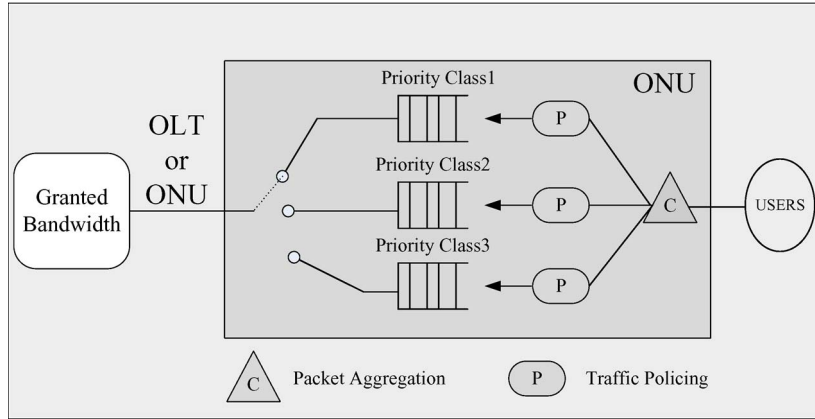 ONU
Priority Class1
P
OLT
or
ONU
Priority Class2
Granted
Bandwidth
P
C
USERS
Priority Class3
P
C
Packet Aggregation
P
Traffic Policing